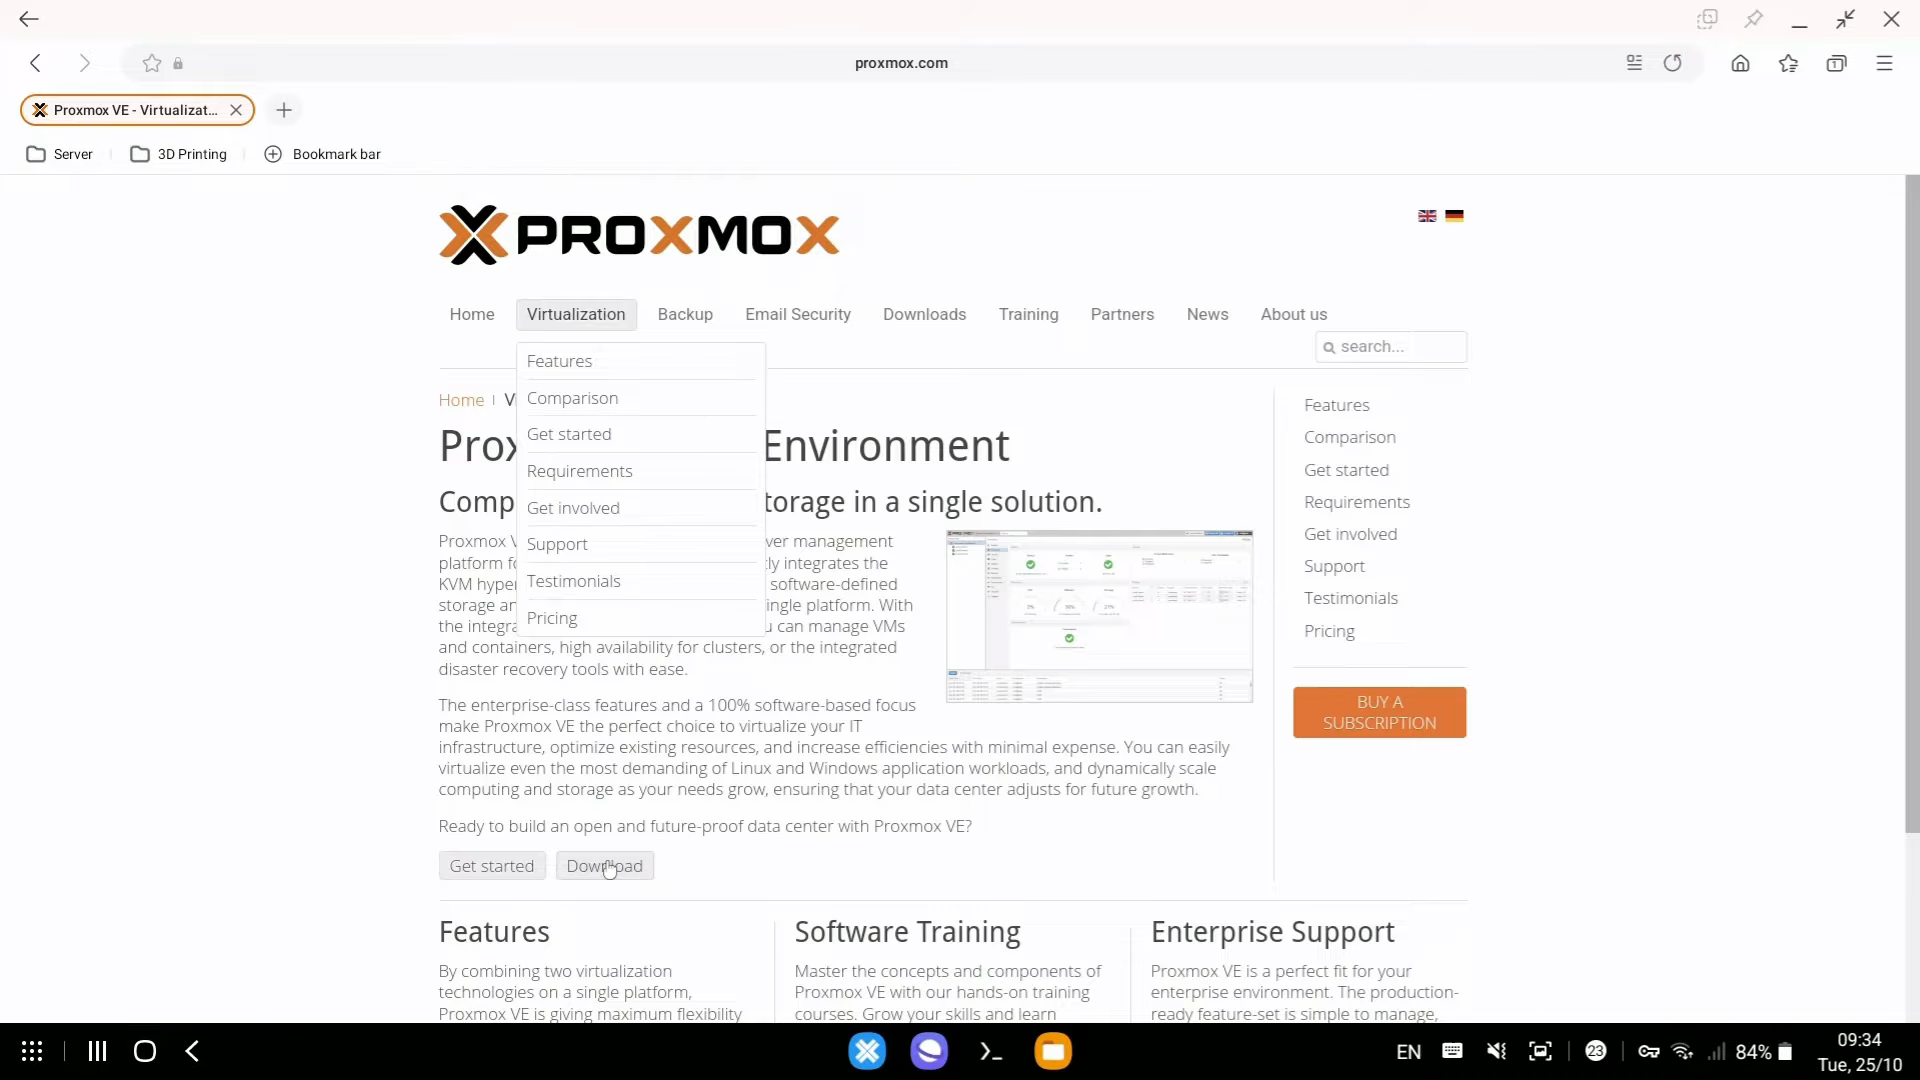 proxmox.com
Proxmox VE - Virtualizat...
Server
3D Printing
Bookmark bar
PROXMOX
Home
Virtualization
Backup
Email Security
Downloads
Training
Partners
News
About us
search...
Features
Comparison
Get started
Requirements
Get involved
Support
Testimonials
Pricing
Home
V
Prox Environment
Comp torage in a single solution.
Proxmox V ver management
platform fo tly integrates the
KVM hyper software-defined
storage an ingle platform. With
the integra u can manage VMs
and containers, high availability for clusters, or the integrated
disaster recovery tools with ease.
The enterprise-class features and a 100% software-based focus
make Proxmox VE the perfect choice to virtualize your IT
infrastructure, optimize existing resources, and increase efficiencies with minimal expense. You can easily
virtualize even the most demanding of Linux and Windows application workloads, and dynamically scale
computing and storage as your needs grow, ensuring that your data center adjusts for future growth.
Ready to build an open and future-proof data center with Proxmox VE?
Get started
Download
Features
Comparison
Get started
Requirements
Get involved
Support
Testimonials
Pricing
BUY A
SUBSCRIPTION
Features
By combining two virtualization
technologies on a single platform,
Proxmox VE is giving maximum flexibility
Software Training
Master the concepts and components of
Proxmox VE with our hands-on training
courses. Grow your skills and learn
Enterprise Support
Proxmox VE is a perfect fit for your
enterprise environment. The production-
ready feature-set is simple to manage,
EN
23
84%
09:34
Tue, 25/10